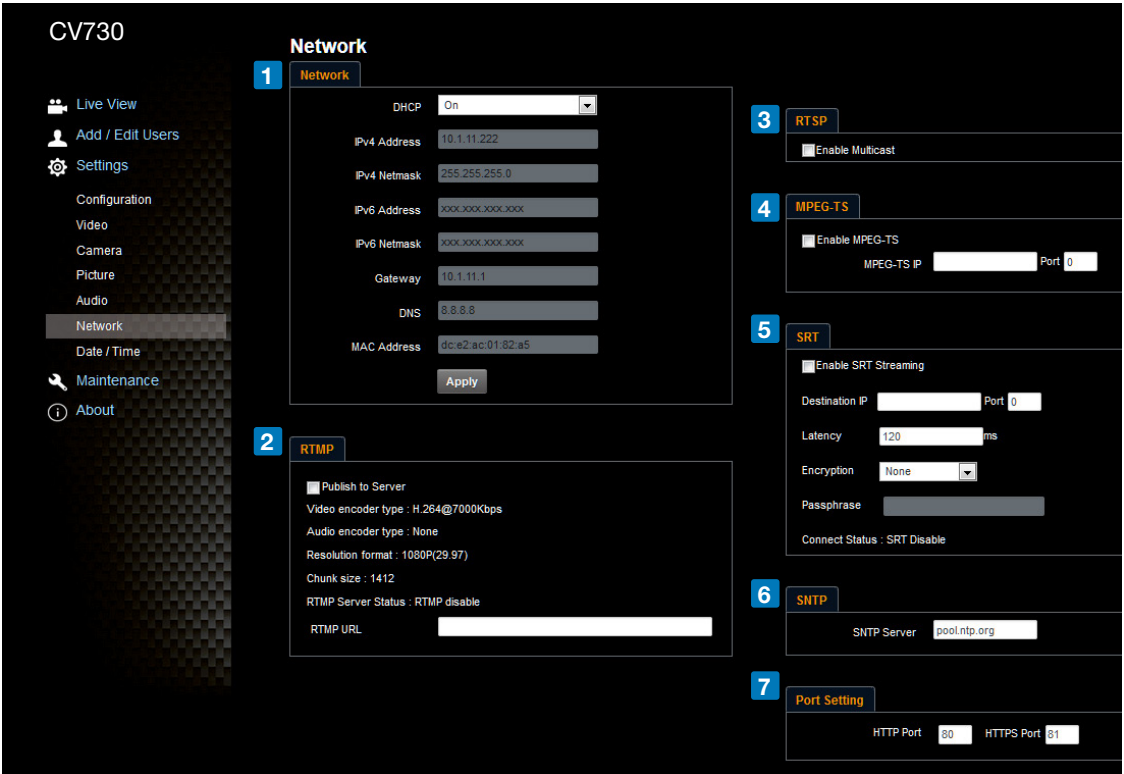 CV730
Live View
Add / Edit Users
Settings
Configuration
Video
Camera
Picture
Audio
Network
Date / Time
Maintenance
About
Network
1
Network
DHCP On
IPv4 Address 10.1.11.222
IPv4 Netmask 255.255.255.0
IPv6 Address xxx.xxx.xxx.xxx
IPv6 Netmask xxx.xxx.xxx.xxx
Gateway 10.1.11.1
DNS 8.8.8.8
MAC Address dc:e2:ac:01:82:a5
Apply
2
RTMP
Publish to Server
Video encoder type : H.264@7000Kbps
Audio encoder type : None
Resolution format : 1080P(29.97)
Chunk size : 1412
RTMP Server Status : RTMP disable
RTMP URL
3
RTSP
Enable Multicast
4
MPEG-TS
Enable MPEG-TS
MPEG-TS IP Port 0
5
SRT
Enable SRT Streaming
Destination IP Port 0
Latency 120 ms
Encryption None
Passphrase
Connect Status : SRT Disable
6
SNTP
SNTP Server pool.ntp.org
7
Port Setting
HTTP Port 80 HTTPS Port 81